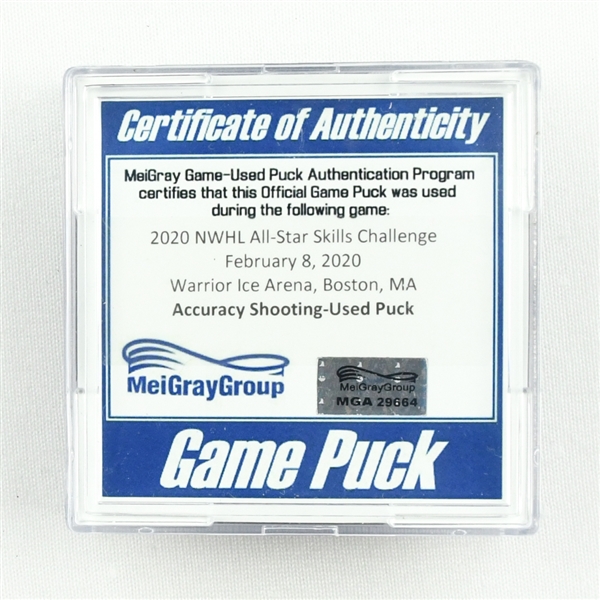 Certificate of Authenticity
MeiGray Game-Used Puck Authentication Program
certifies that this Official Game Puck was used
during the following game:
2020 NWHL All-Star Skills Challenge
February 8, 2020
Warrior Ice Arena, Boston, MA
Accuracy Shooting-Used Puck
MeiGrayGroup
MeiGrayGroup
MGA 29664
Game Puck